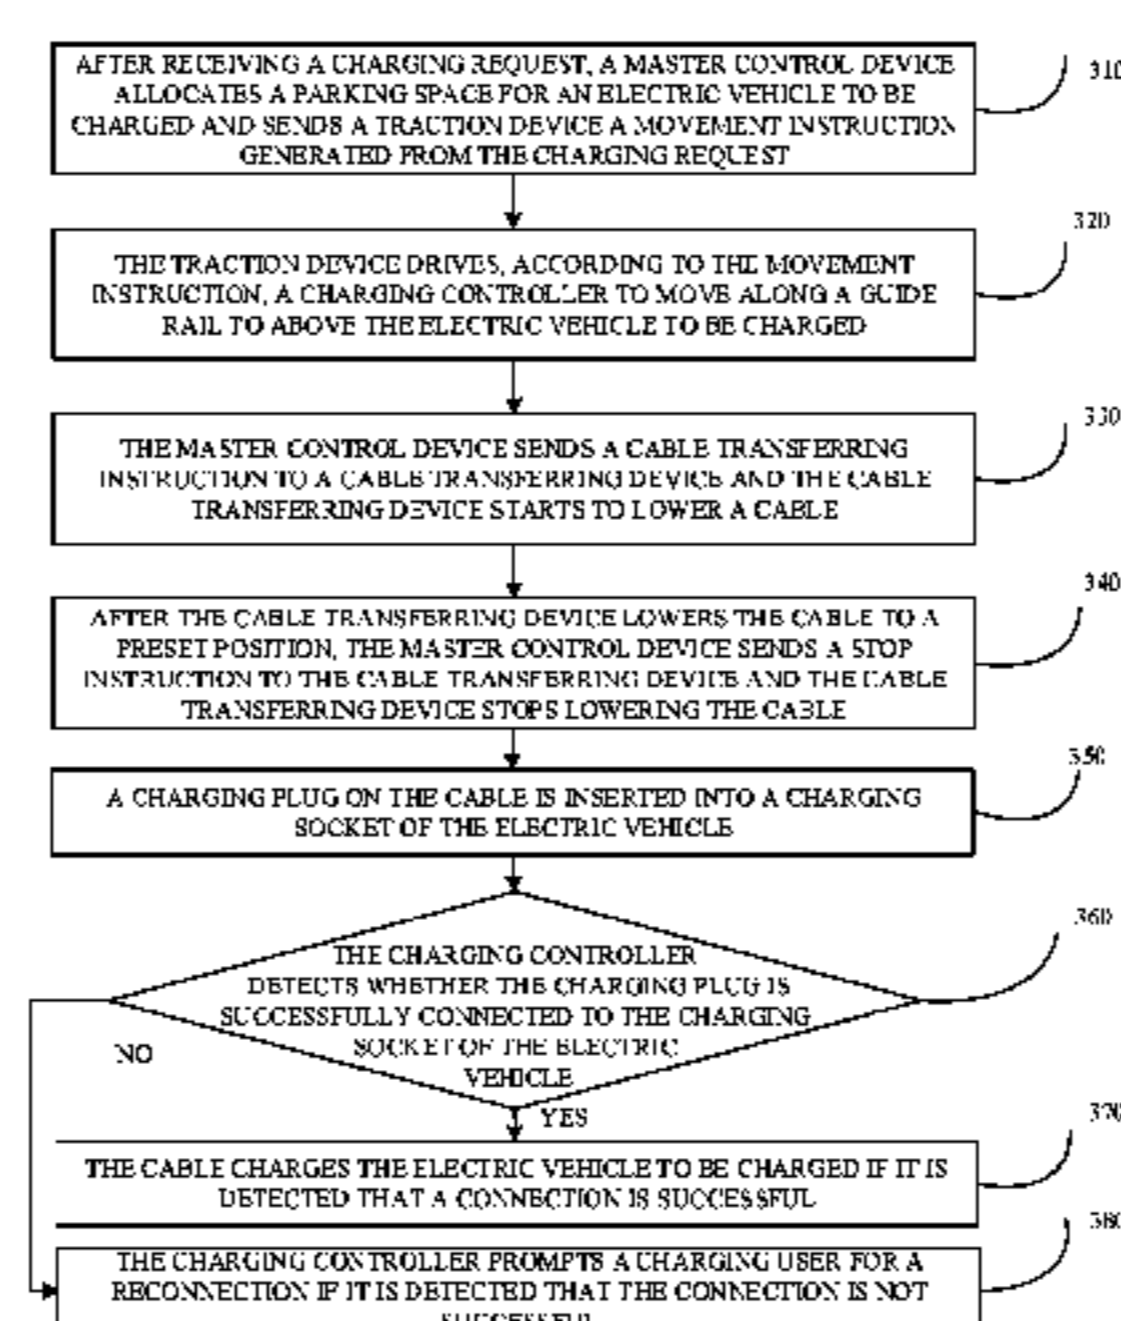 AFTER RECEIVING A CHARGING REQUEST, A MASTER CONTROL DEVICE
ALLOCATES A PARKING SPACE FOR AN ELECTRIC VEHICLE TO BE
CHARGED AND SENDS A TRACTION DEVICE A MOVEMENT INSTRUCTION
GENERATED FROM THE CHARGING REQUEST
310
THE TRACTION DEVICE DRIVES, ACCORDING TO THE MOVEMENT
INSTRUCTION, A CHARGING CONTROLLER TO MOVE ALONG A GUIDE
RAIL TO ABOVE THE ELECTRIC VEHICLE TO BE CHARGED
320
THE MASTER CONTROL DEVICE SENDS A CABLE TRANSFERRING
INSTRUCTION TO A CABLE TRANSFERRING DEVICE AND THE CABLE
TRANSFERRING DEVICE STARTS TO LOWER A CABLE
330
AFTER THE CABLE TRANSFERRING DEVICE LOWERS THE CABLE TO A
PRESET POSITION, THE MASTER CONTROL DEVICE SENDS A STOP
INSTRUCTION TO THE CABLE TRANSFERRING DEVICE AND THE CABLE
TRANSFERRING DEVICE STOPS LOWERING THE CABLE
340
A CHARGING PLUG ON THE CABLE IS INSERTED INTO A CHARGING
SOCKET OF THE ELECTRIC VEHICLE
350
THE CHARGING CONTROLLER
DETECTS WHETHER THE CHARGING PLUG IS
SUCCESSFULLY CONNECTED TO THE CHARGING
SOCKET OF THE ELECTRIC
VEHICLE
360
NO
YES
THE CABLE CHARGES THE ELECTRIC VEHICLE TO BE CHARGED IF IT IS
DETECTED THAT A CONNECTION IS SUCCESSFUL
370
THE CHARGING CONTROLLER PROMPTS A CHARGING USER FOR A
RECONNECTION IF IT IS DETECTED THAT THE CONNECTION IS NOT
SUCCESSFUL
380